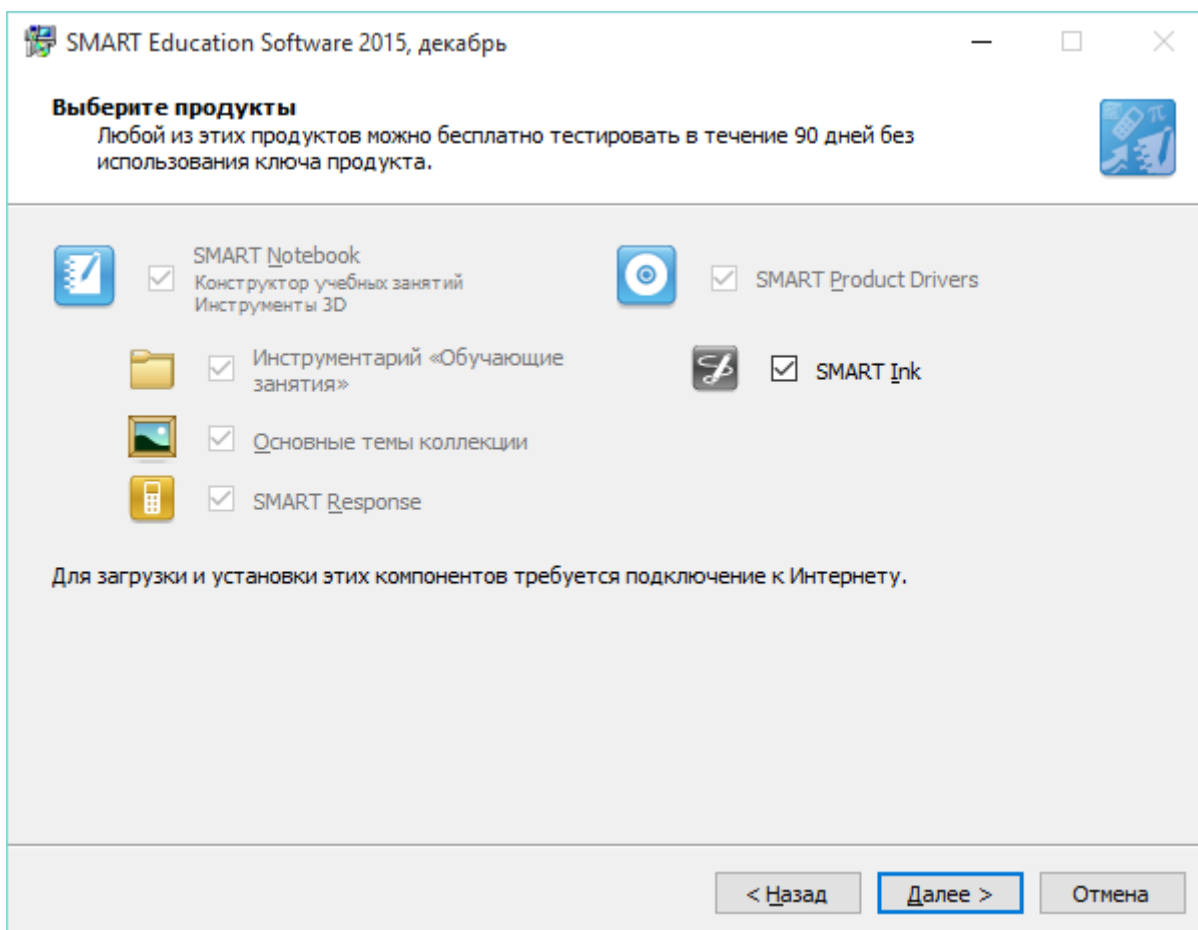 SMART Education Software 2015, декабрь
Выберите продукты
Любой из этих продуктов можно бесплатно тестировать в течение 90 дней без
использования ключа продукта.
SMART Notebook
Конструктор учебных занятий
Инструменты 3D
SMART Product Drivers
Инструментарий «Обучающие
занятия»
SMART Ink
Основные темы коллекции
SMART Response
Для загрузки и установки этих компонентов требуется подключение к Интернету.
< Назад
Далее >
Отмена